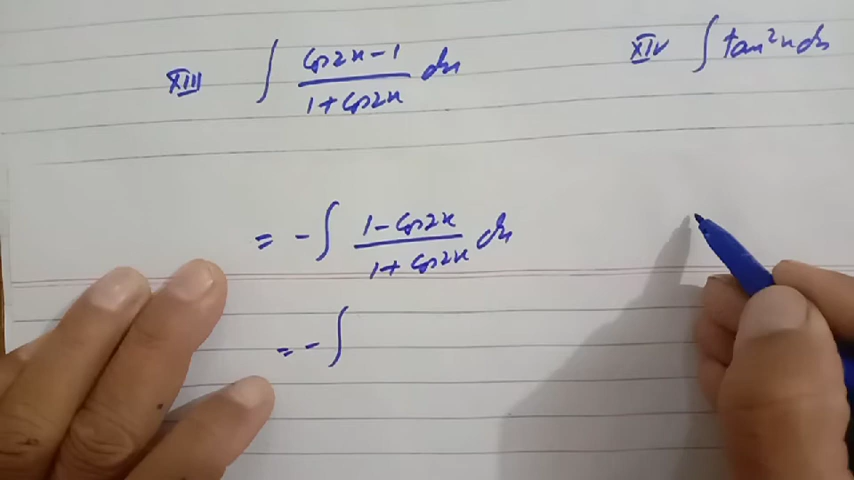 XIII ∫ (cos2x-1)/(1+cos2x) dx
XIV ∫ tan²x dx
= -∫ (1-cos2x)/(1+cos2x) dx
= -∫